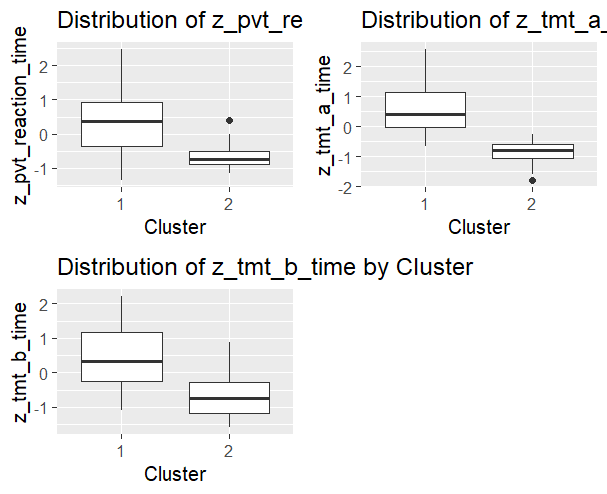 Distribution of z_pvt_re
z_pvt_reaction_time
2
1
0
-1
1 2
Cluster
Distribution of z_tmt_a_
z_tmt_a_time
2
1
0
-1
-2
1 2
Cluster
Distribution of z_tmt_b_time by Cluster
z_tmt_b_time
2
1
0
-1
1 2
Cluster